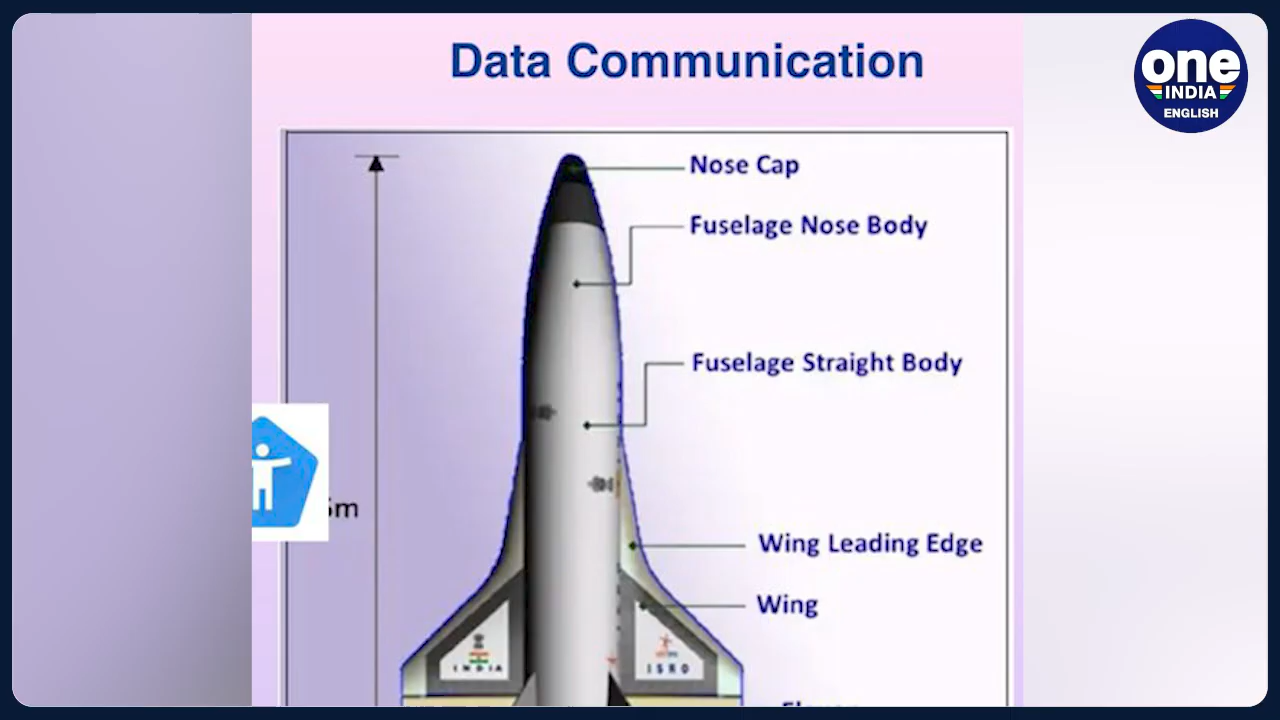 Data Communication
one
INDIA
ENGLISH
Nose Cap
Fuselage Nose Body
Fuselage Straight Body
Wing Leading Edge
Wing
INDIA
ISRO